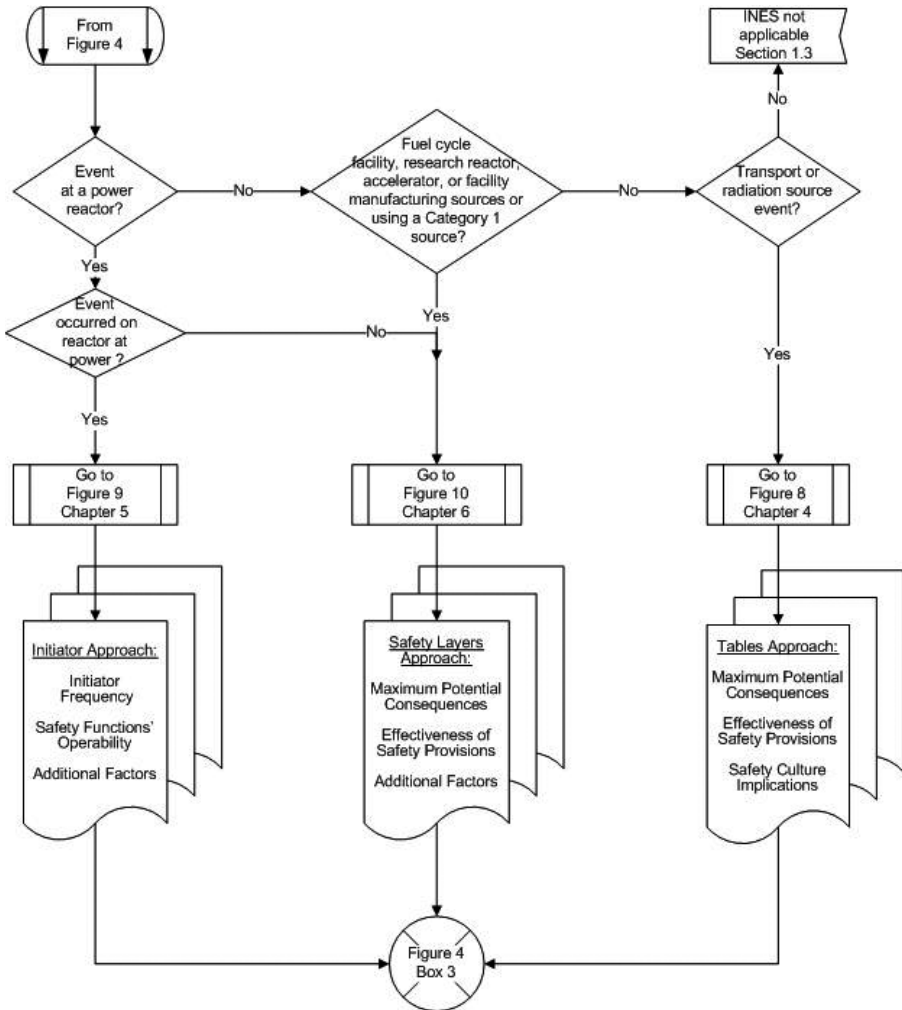 From
Figure 4
INES not
applicable
Section 1.3
No
Event
at a power
reactor?
No
Fuel cycle
facility, research reactor,
accelerator, or facility
manufacturing sources or
using a Category 1
source?
No
Transport or
radiation source
event?
Yes
Event
occurred on
reactor at
power ?
No
Yes
Yes
Yes
Go to
Figure 9
Chapter 5
Go to
Figure 10
Chapter 6
Go to
Figure 8
Chapter 4
Initiator Approach:
Initiator
Frequency
Safety Functions'
Operability
Additional Factors
Safety Layers
Approach:
Maximum Potential
Consequences
Effectiveness of
Safety Provisions
Additional Factors
Tables Approach:
Maximum Potential
Consequences
Effectiveness of
Safety Provisions
Safety Culture
Implications
Figure 4
Box 3